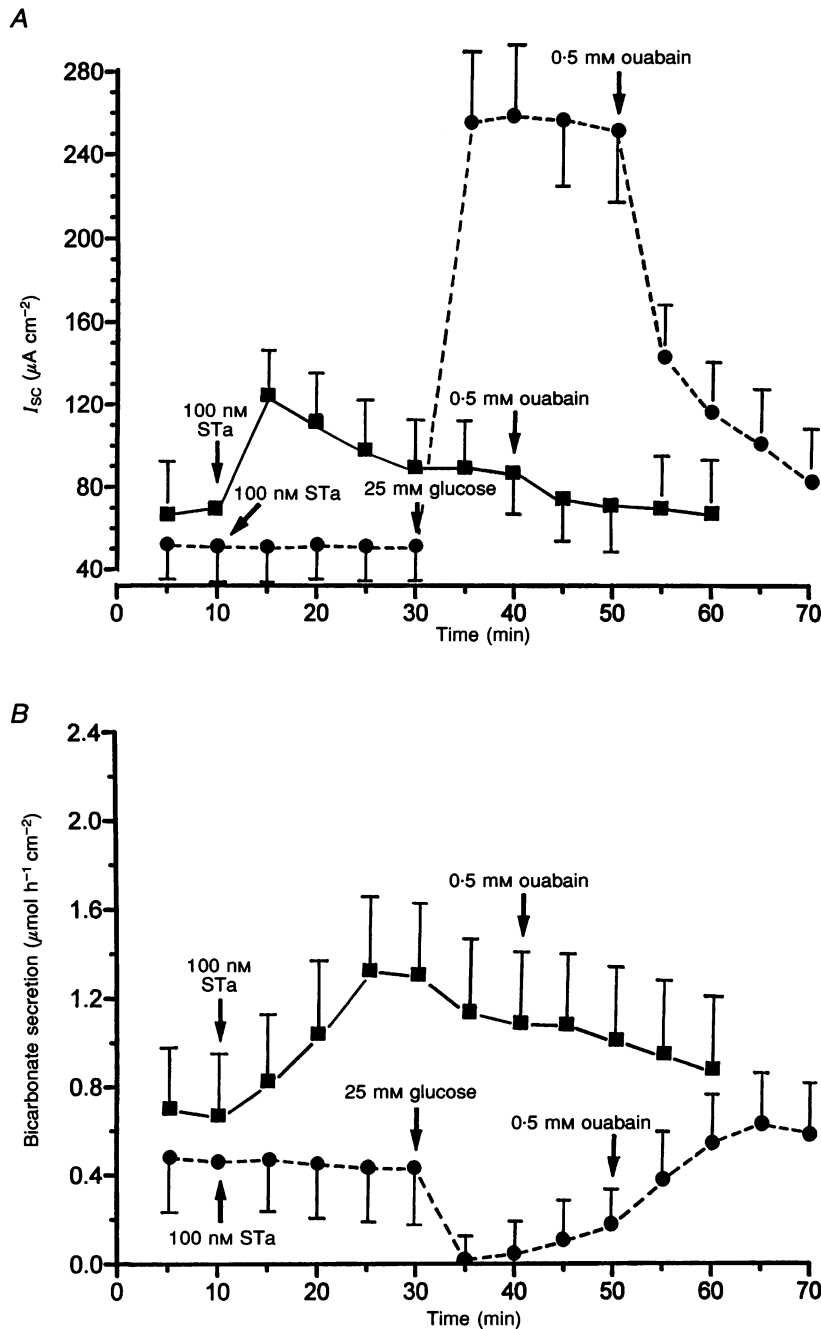 A
0·5 mM ouabain
280
240
200
160
120
80
40
I_SC (µA cm⁻²)
100 nM
STa
0·5 mM ouabain
100 nM STa
25 mM glucose
0 10 20 30 40 50 60 70
Time (min)
B
2.4
2.0
1.6
1.2
0.8
0.4
0.0
Bicarbonate secretion (µmol h⁻¹ cm⁻²)
0·5 mM ouabain
100 nM
STa
25 mM glucose
0·5 mM ouabain
100 nM STa
0 10 20 30 40 50 60 70
Time (min)